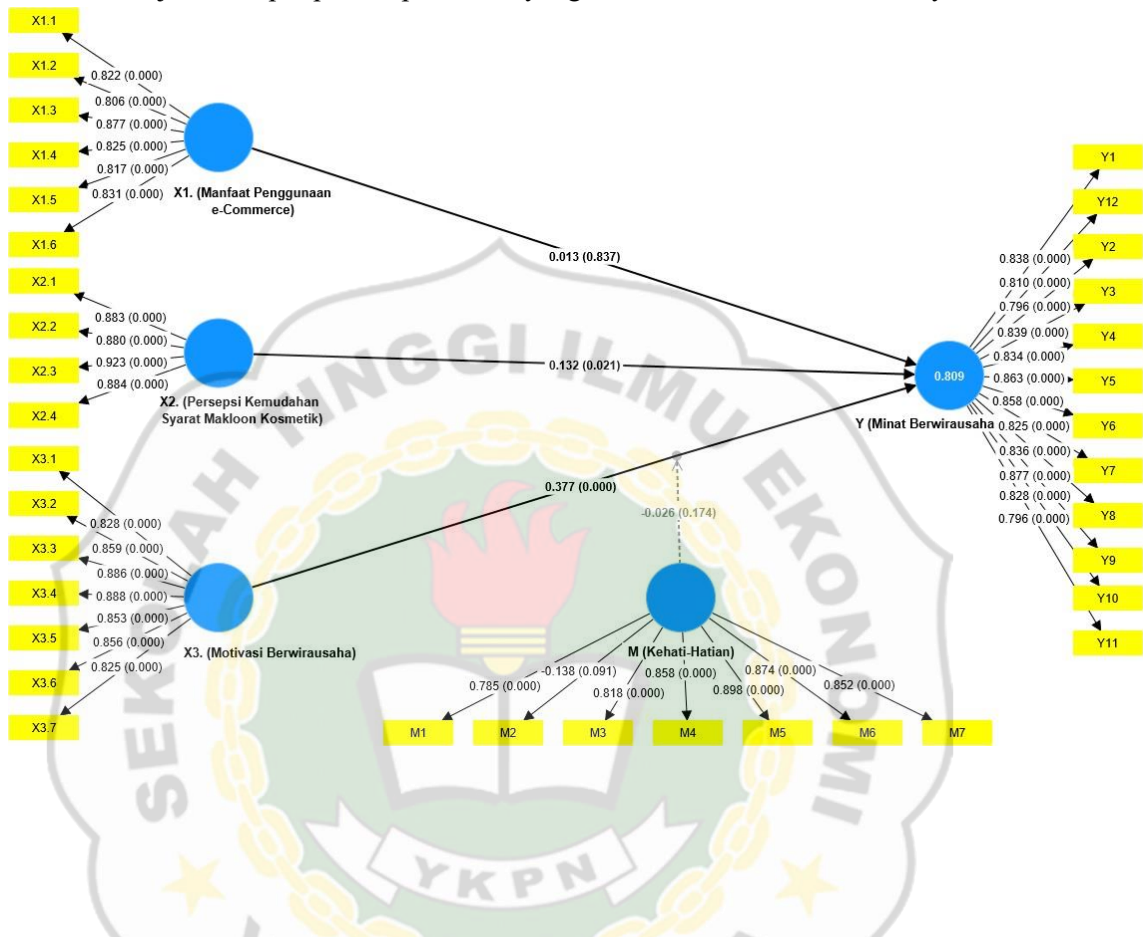 yang
X1.1
X1.2
X1.3
X1.4
X1.5
X1.6
0.822 (0.000)
0.806 (0.000)
0.877 (0.000)
0.825 (0.000)
0.817 (0.000)
0.831 (0.000)
X1. (Manfaat Penggunaan
e-Commerce)
0.013 (0.837)
X2.1
X2.2
X2.3
X2.4
0.883 (0.000)
0.880 (0.000)
0.923 (0.000)
0.884 (0.000)
X2. (Persepsi Kemudahan
Syarat Makloon Kosmetik)
0.132 (0.021)
X3.1
X3.2
X3.3
X3.4
X3.5
X3.6
X3.7
0.828 (0.000)
0.859 (0.000)
0.886 (0.000)
0.888 (0.000)
0.853 (0.000)
0.856 (0.000)
0.825 (0.000)
X3. (Motivasi Berwirausaha)
0.377 (0.000)
-0.026 (0.174)
M (Kehati-Hatian)
0.785 (0.000)
-0.138 (0.091)
0.818 (0.000)
0.858 (0.000)
0.898 (0.000)
0.874 (0.000)
0.852 (0.000)
M1
M2
M3
M4
M5
M6
M7
0.809
Y (Minat Berwirausaha
0.838 (0.000)
0.810 (0.000)
0.796 (0.000)
0.839 (0.000)
0.834 (0.000)
0.863 (0.000)
0.858 (0.000)
0.825 (0.000)
0.836 (0.000)
0.877 (0.000)
0.828 (0.000)
0.796 (0.000)
Y1
Y12
Y2
Y3
Y4
Y5
Y6
Y7
Y8
Y9
Y10
Y11
SEKOLAH TINGGI ILMU EKONOMI
YKPN